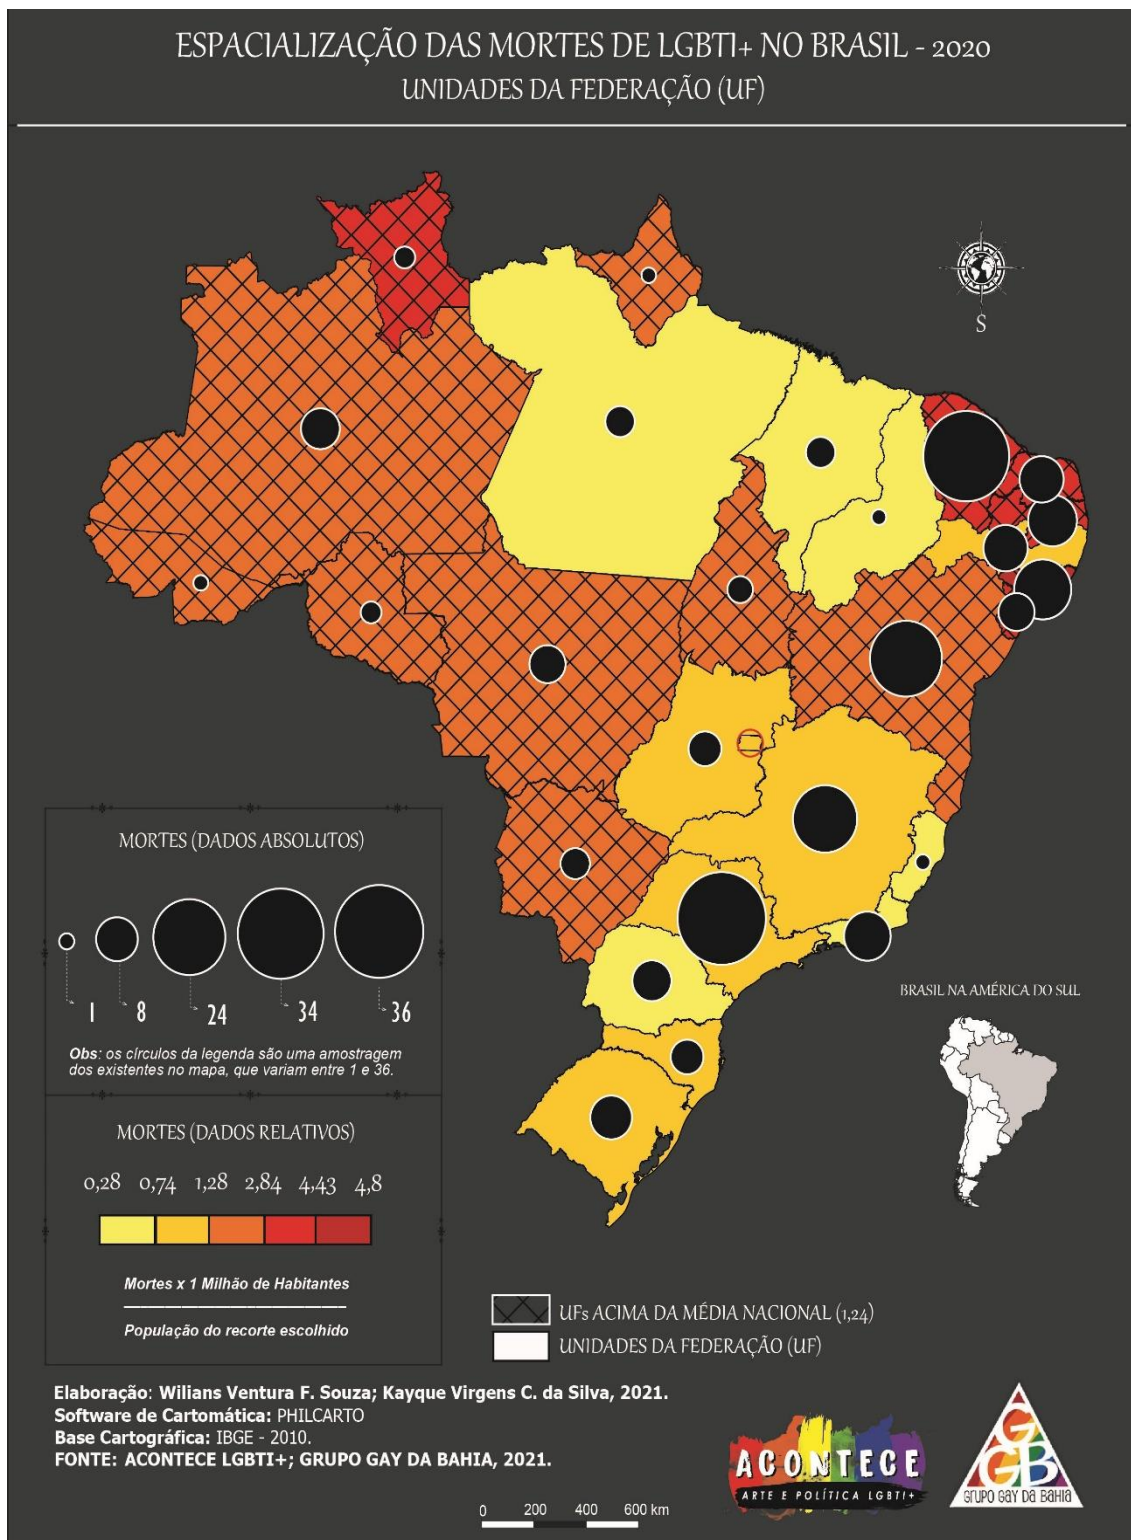 ESPACIALIZAÇÃO DAS MORTES DE LGBTI+ NO BRASIL - 2020
UNIDADES DA FEDERAÇÃO (UF)
S
MORTES (DADOS ABSOLUTOS)
1 8 24 34 36
Obs: os círculos da legenda são uma amostragem
dos existentes no mapa, que variam entre 1 e 36.
MORTES (DADOS RELATIVOS)
0,28 0,74 1,28 2,84 4,43 4,8
Mortes x 1 Milhão de Habitantes
População do recorte escolhido
BRASIL NA AMÉRICA DO SUL
UFs ACIMA DA MÉDIA NACIONAL (1,24)
UNIDADES DA FEDERAÇÃO (UF)
Elaboração: Wilians Ventura F. Souza; Kayque Virgens C. da Silva, 2021.
Software de Cartomática: PHILCARTO
Base Cartográfica: IBGE - 2010.
FONTE: ACONTECE LGBTI+; GRUPO GAY DA BAHIA, 2021.
0 200 400 600 km
ACONTECE
ARTE E POLÍTICA LGBTI+
G
GGB
GRUPO GAY DA BAHIA